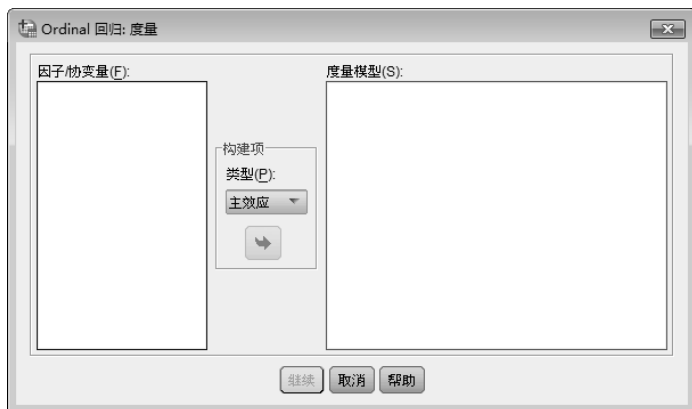 Ordinal 回归: 度量
因子/协变量(F):
度量模型(S):
构建项
类型(P):
主效应
继续
取消
帮助